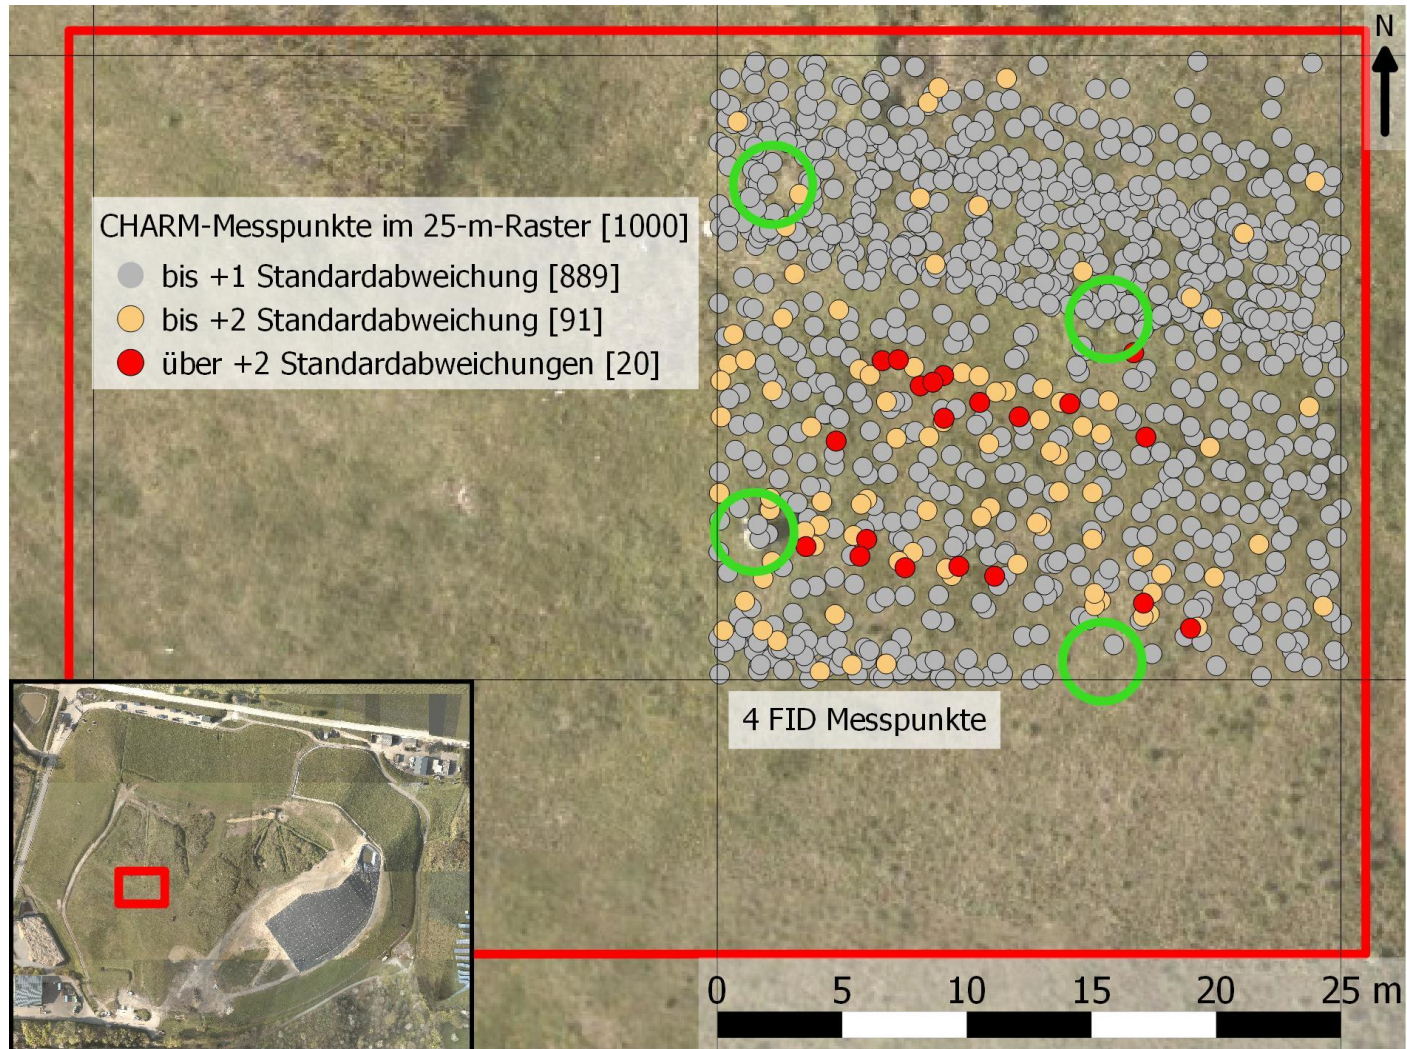 N
CHARM-Messpunkte im 25-m-Raster [1000]
bis +1 Standardabweichung [889]
bis +2 Standardabweichung [91]
über +2 Standardabweichungen [20]
4 FID Messpunkte
0 5 10 15 20 25 m